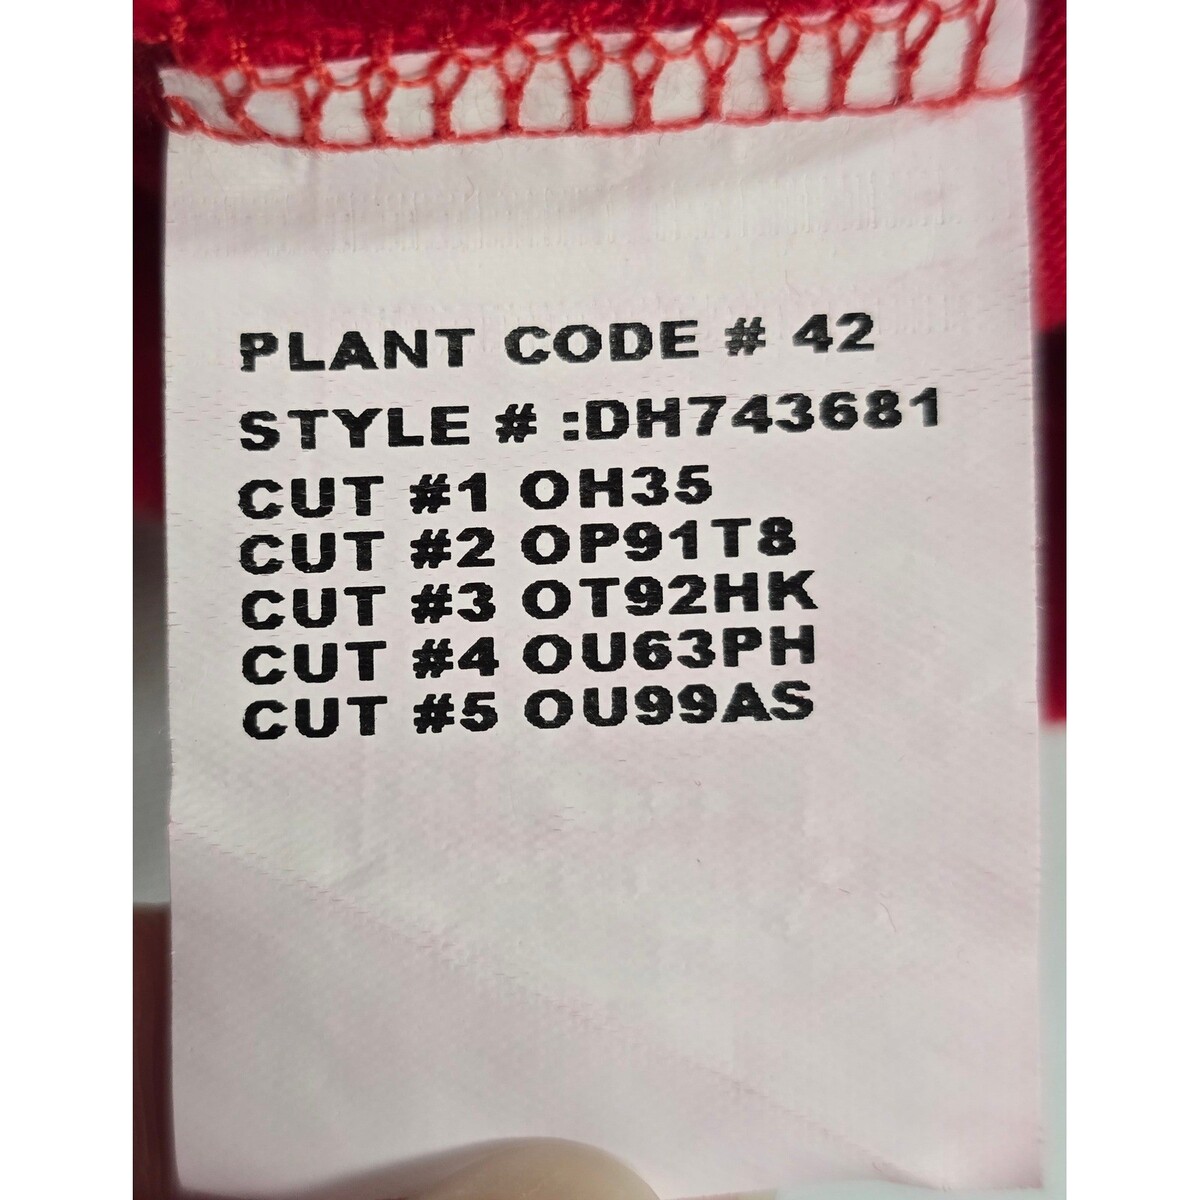 PLANT CODE # 42
STYLE # :DH743681
CUT #1 OH35
CUT #2 OP91T8
CUT #3 OT92HK
CUT #4 OU63PH
CUT #5 OU99AS